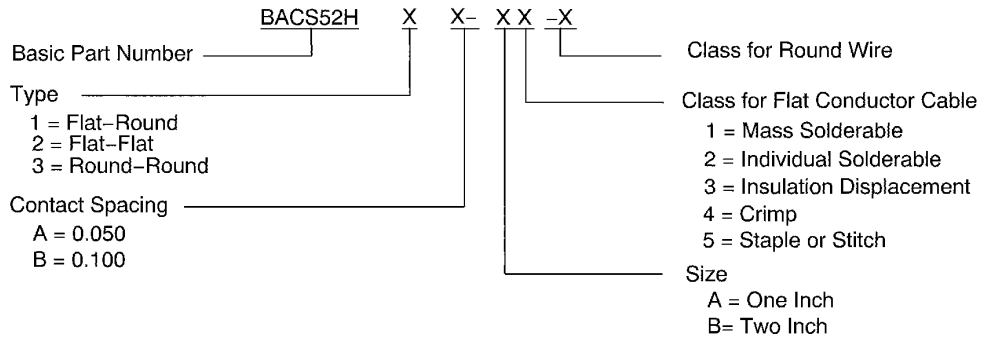 BACS52H X X- X X -X
Basic Part Number
Type
1 = Flat-Round
2 = Flat-Flat
3 = Round-Round
Contact Spacing
A = 0.050
B = 0.100
Class for Round Wire
Class for Flat Conductor Cable
1 = Mass Solderable
2 = Individual Solderable
3 = Insulation Displacement
4 = Crimp
5 = Staple or Stitch
Size
A = One Inch
B= Two Inch